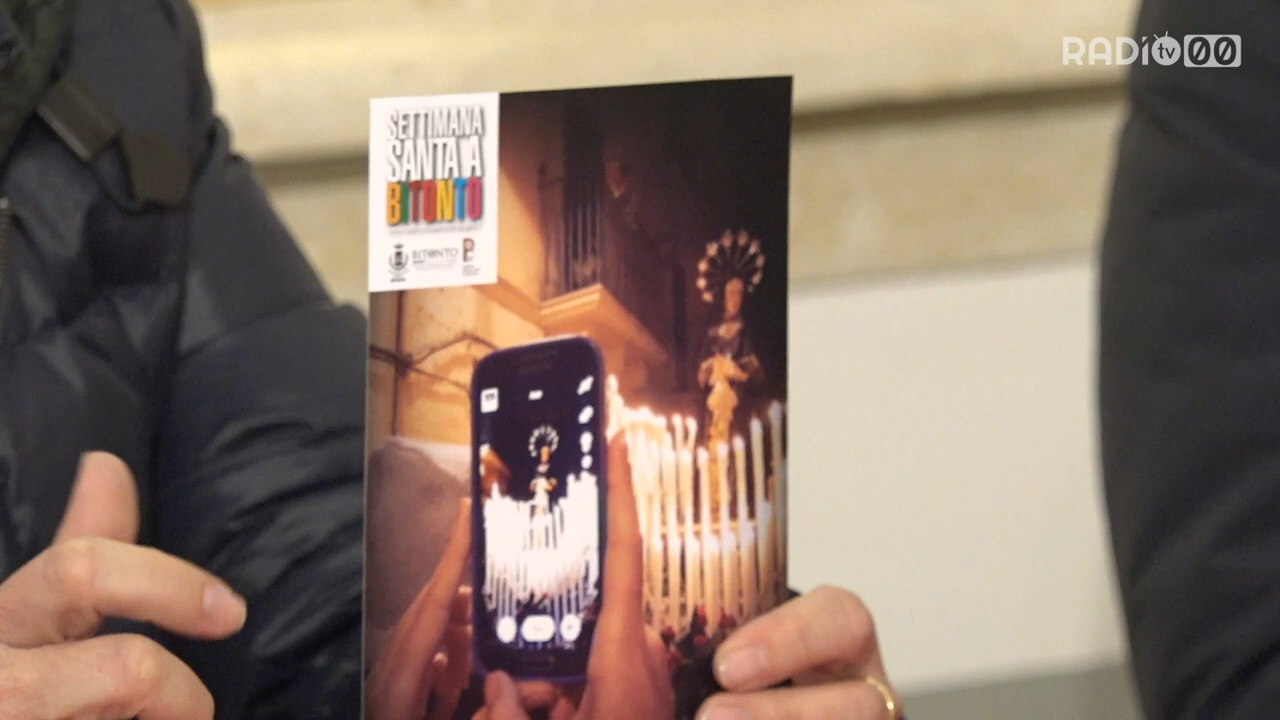 RADiO tv 00
SETTIMANA
SANTA A
BITONTO
BITONTO